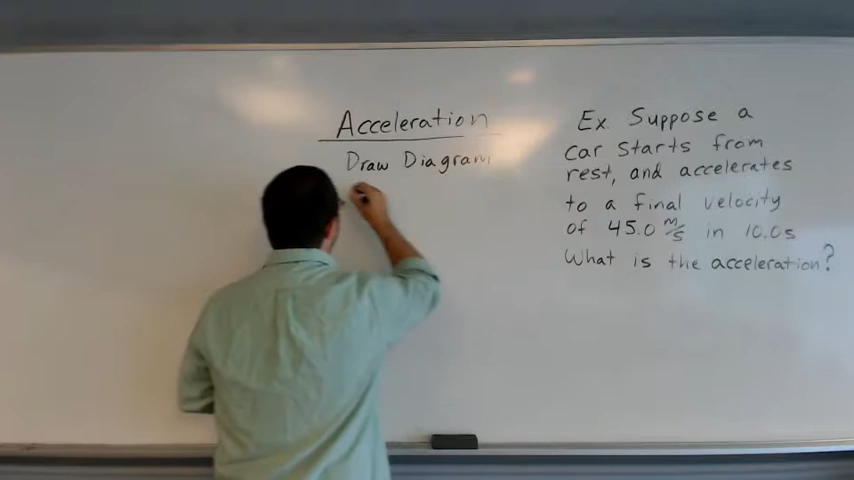 Acceleration
Draw Diagram
Ex. Suppose a
car starts from
rest, and accelerates
to a final velocity
of 45.0 m/s in 10.0s
What is the acceleration?